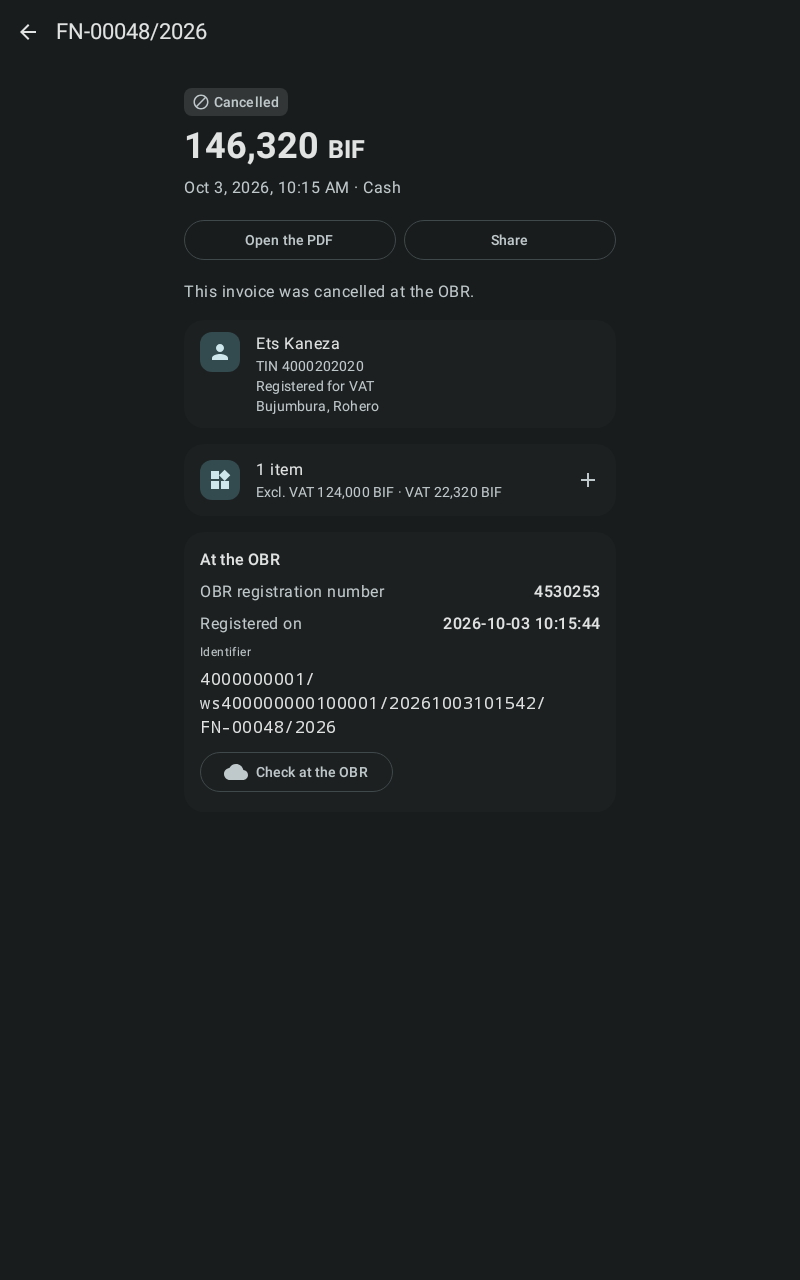 FN-00048/2026
Cancelled
146,320 BIF
Oct 3, 2026, 10:15 AM · Cash
Open the PDF
Share
This invoice was cancelled at the OBR.
Ets Kaneza
TIN 4000202020
Registered for VAT
Bujumbura, Rohero
1 item
Excl. VAT 124,000 BIF · VAT 22,320 BIF
At the OBR
OBR registration number 4530253
Registered on 2026-10-03 10:15:44
Identifier
4000000001/
ws400000000100001/20261003101542/
FN-00048/2026
Check at the OBR